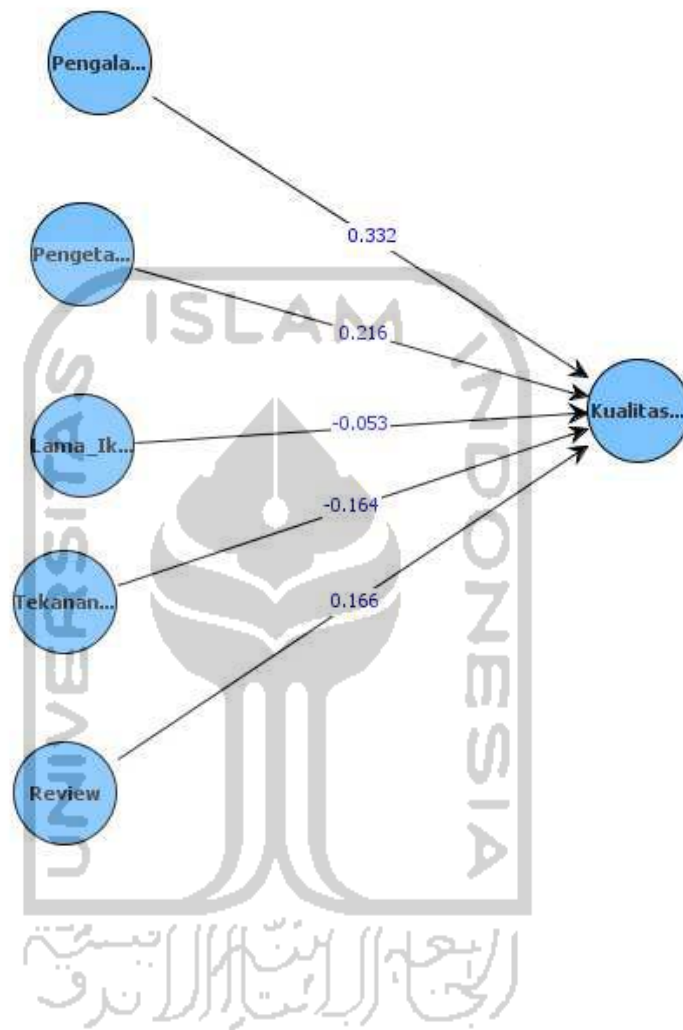 Pengala...
0.332
Pengeta...
0.216
ISLAM
UNIVERSITAS
INDONESIA
Kualitas...
Lama_Ik...
-0.053
-0.164
Tekanan...
0.166
Review